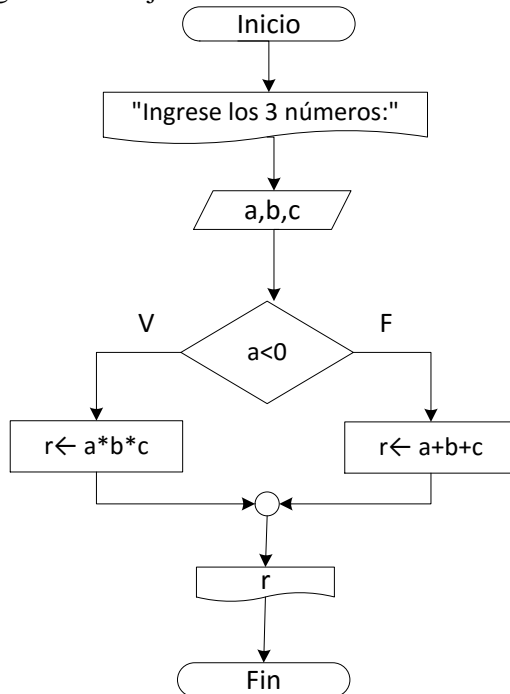 Inicio
"Ingrese los 3 números:"
a,b,c
V
F
a<0
r← a*b*c
r← a+b+c
r
Fin